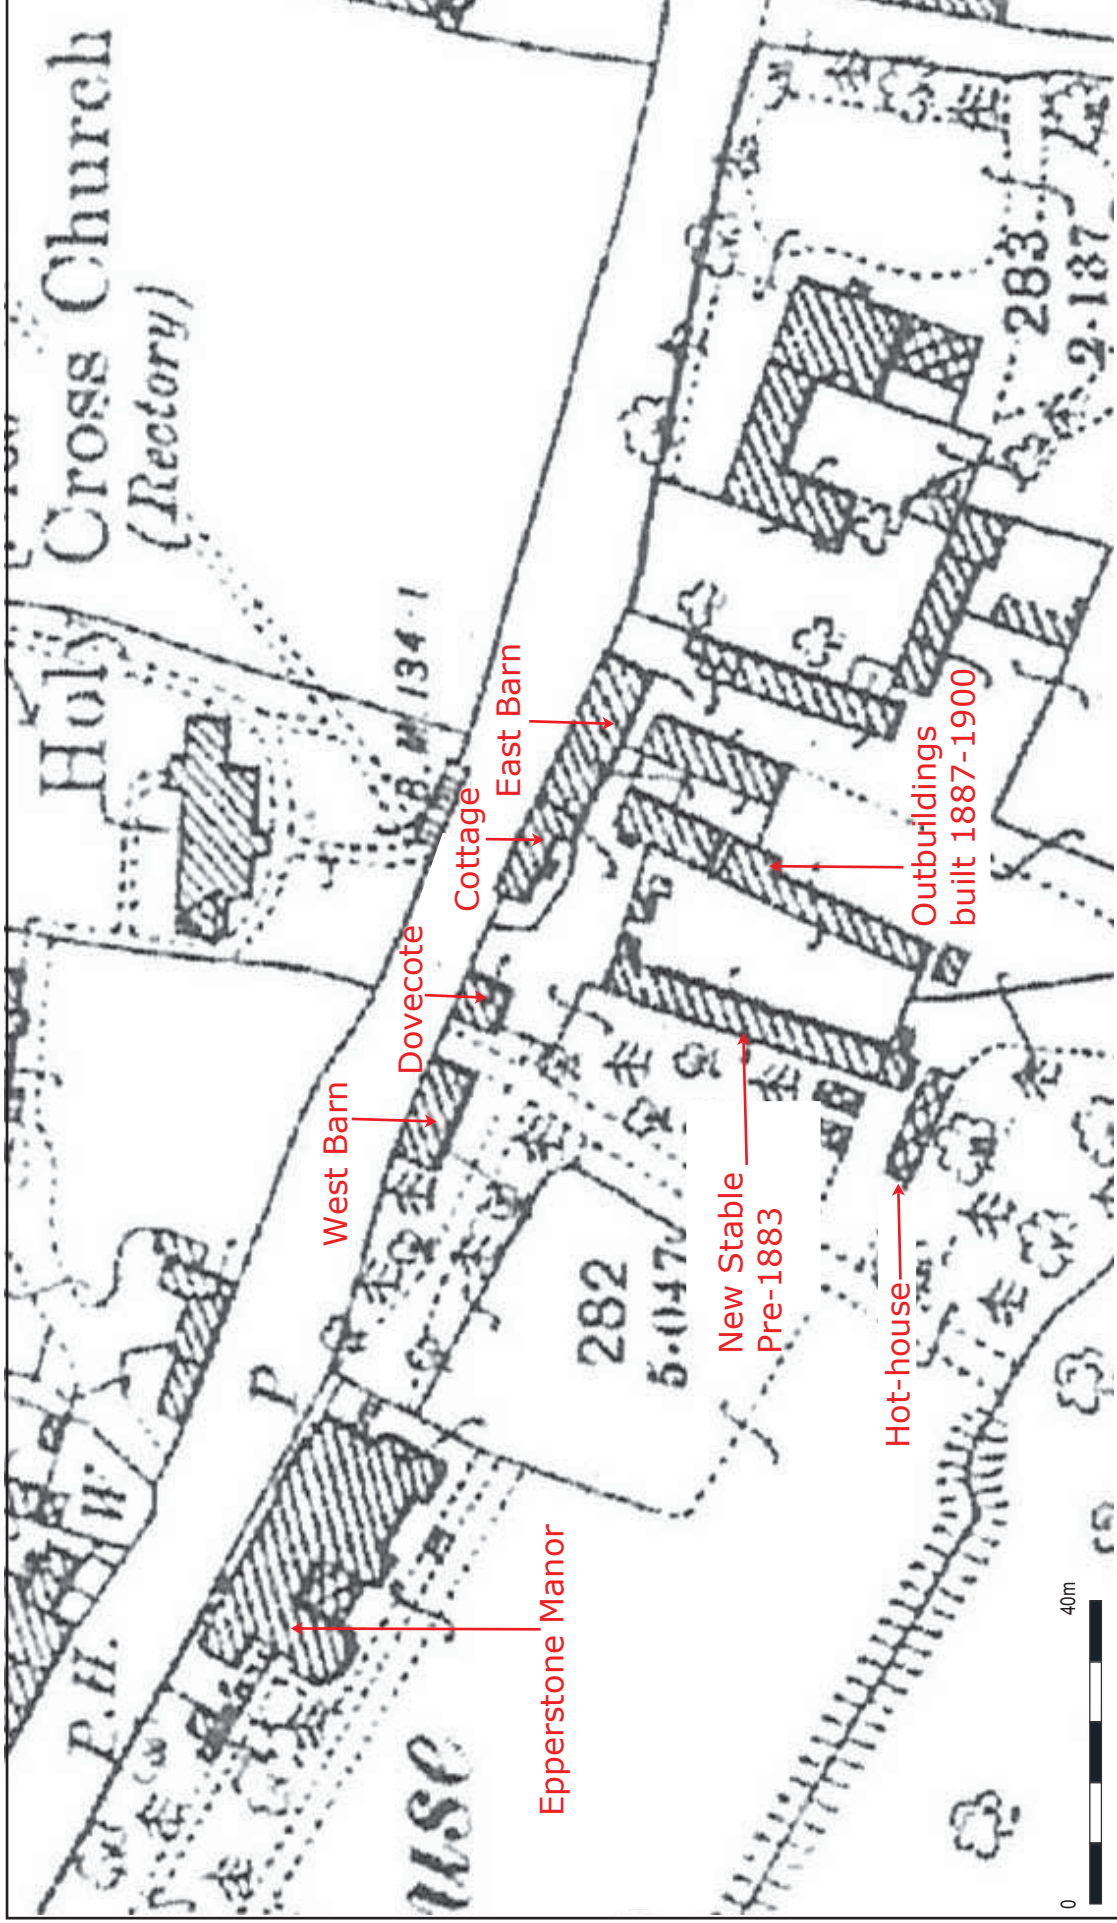 Holy Cross Church
(Rectory)
B.M. 134.1
P.H.
W.
P.
West Barn
Dovecote
Cottage
East Barn
Epperstone Manor
282
5.047
New Stable
Pre-1883
Hot-house
Outbuildings
built 1887-1900
283
2.137
0
40m